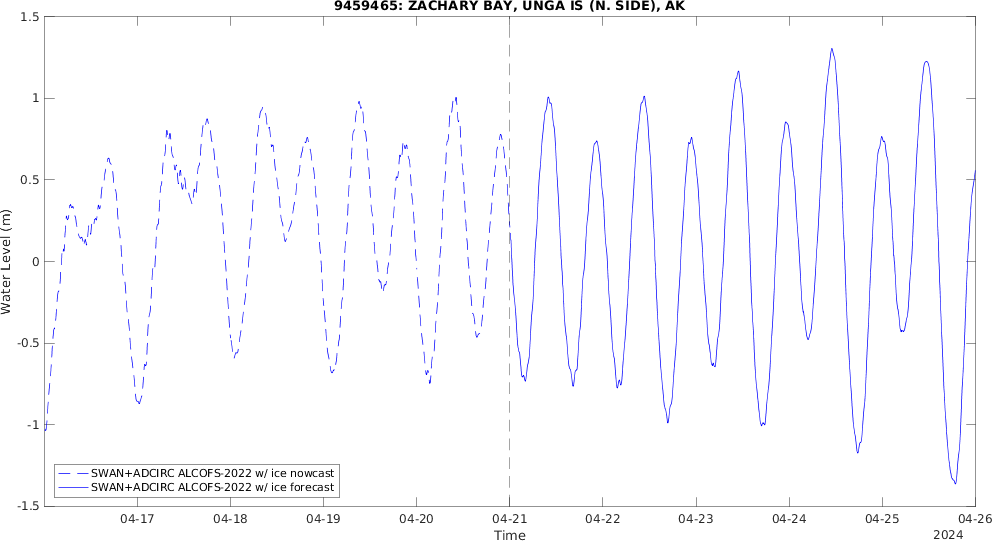 9459465: ZACHARY BAY, UNGA IS (N. SIDE), AK
1.5
1
0.5
0
-0.5
-1
-1.5
Water Level (m)
SWAN+ADCIRC ALCOFS-2022 w/ ice nowcast
SWAN+ADCIRC ALCOFS-2022 w/ ice forecast
04-17 04-18 04-19 04-20 04-21 04-22 04-23 04-24 04-25 04-26
Time
2024